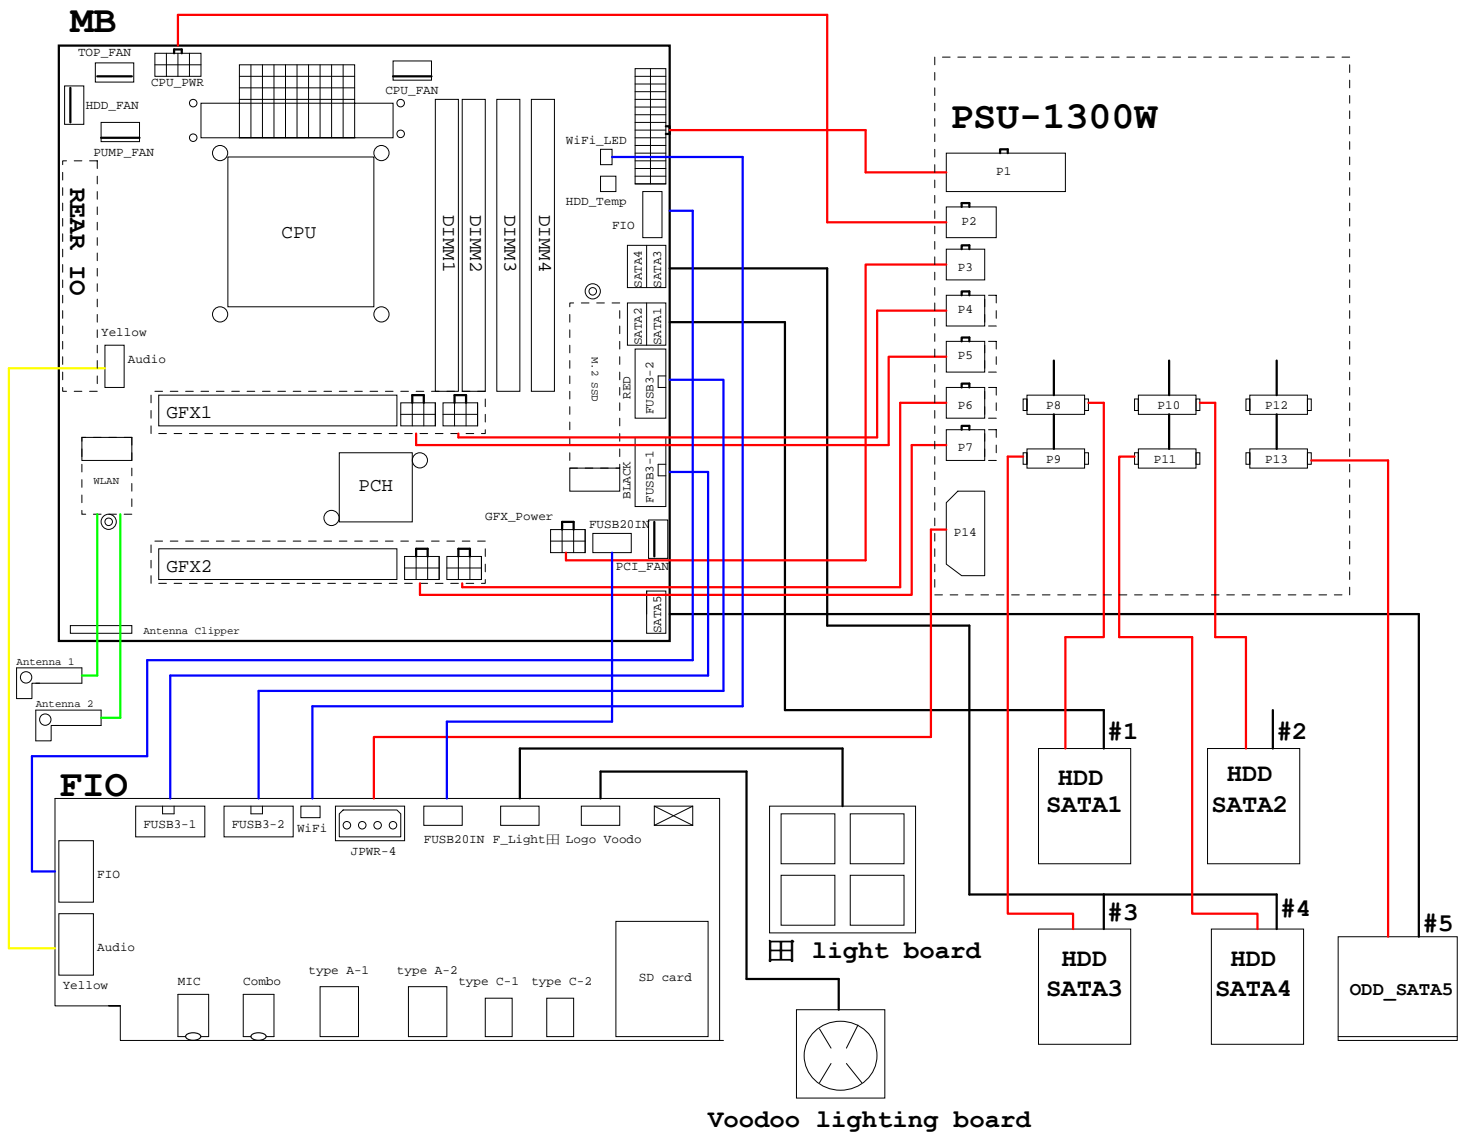 MB
TOP_FAN
CPU_PWR
CPU_FAN
HDD_FAN
PUMP_FAN
WiFi_LED
HDD_Temp
FIO
REAR IO
CPU
DIMM1
DIMM2
DIMM3
DIMM4
SATA4
SATA3
SATA2
SATA1
M.2 SSD
RED
FUSB3-2
BLACK
FUSB3-1
Yellow
Audio
GFX1
WLAN
PCH
GFX_Power
FUSB20IN
PCI_FAN
GFX2
SATA5
Antenna Clipper
Antenna 1
Antenna 2
PSU-1300W
P1
P2
P3
P4
P5
P6
P7
P8
P10
P12
P9
P11
P13
P14
FIO
FUSB3-1
FUSB3-2
WiFi
JPWR-4
FUSB20IN
F_Light田
Logo Voodo
FIO
Audio
Yellow
MIC
Combo
type A-1
type A-2
type C-1
type C-2
SD card
田 light board
Voodoo lighting board
#1
HDD
SATA1
#2
HDD
SATA2
#3
HDD
SATA3
#4
HDD
SATA4
#5
ODD_SATA5